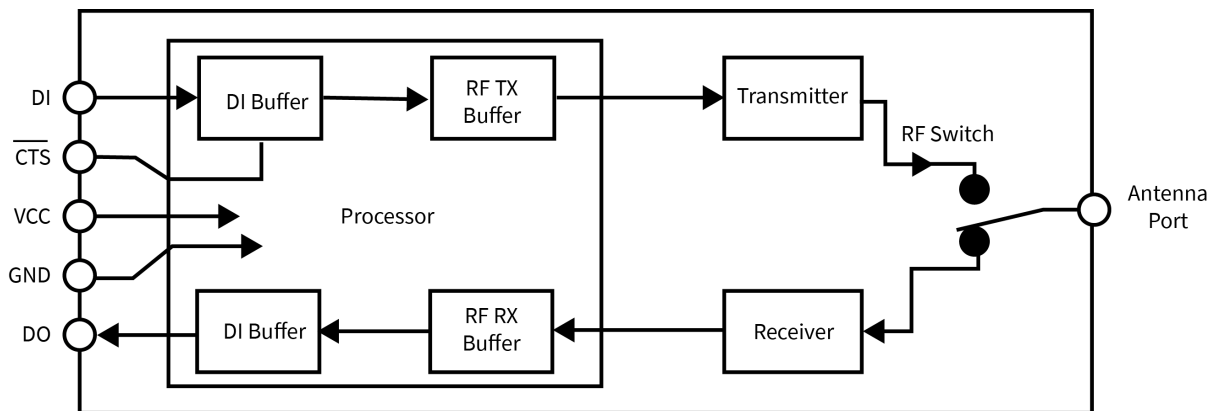 DI
DI Buffer
RF TX
Buffer
Transmitter
RF Switch
CTS
VCC
Processor
Antenna
Port
GND
DO
DI Buffer
RF RX
Buffer
Receiver